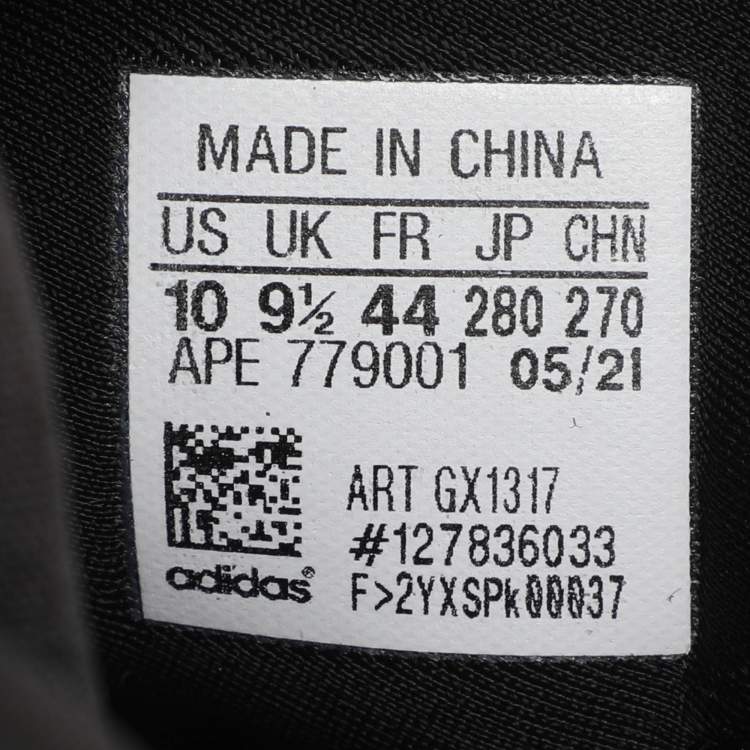 MADE IN CHINA
US UK FR JP CHN
10 9½ 44 280 270
APE 779001 05/21
ART GX1317
#127836033
F>2YXSPk00037
adidas®